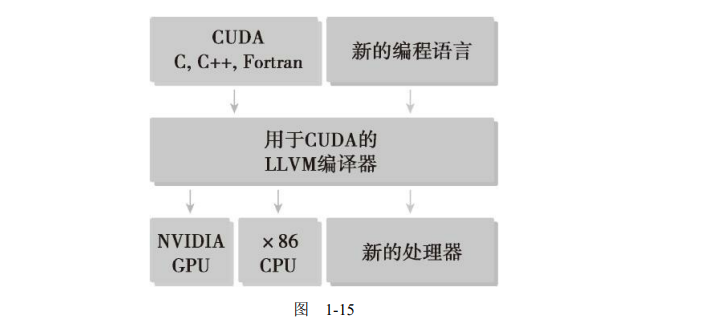 CUDA
C, C++, Fortran
新的编程语言
用于CUDA的
LLVM编译器
NVIDIA
GPU
×86
CPU
新的处理器
图 1-15